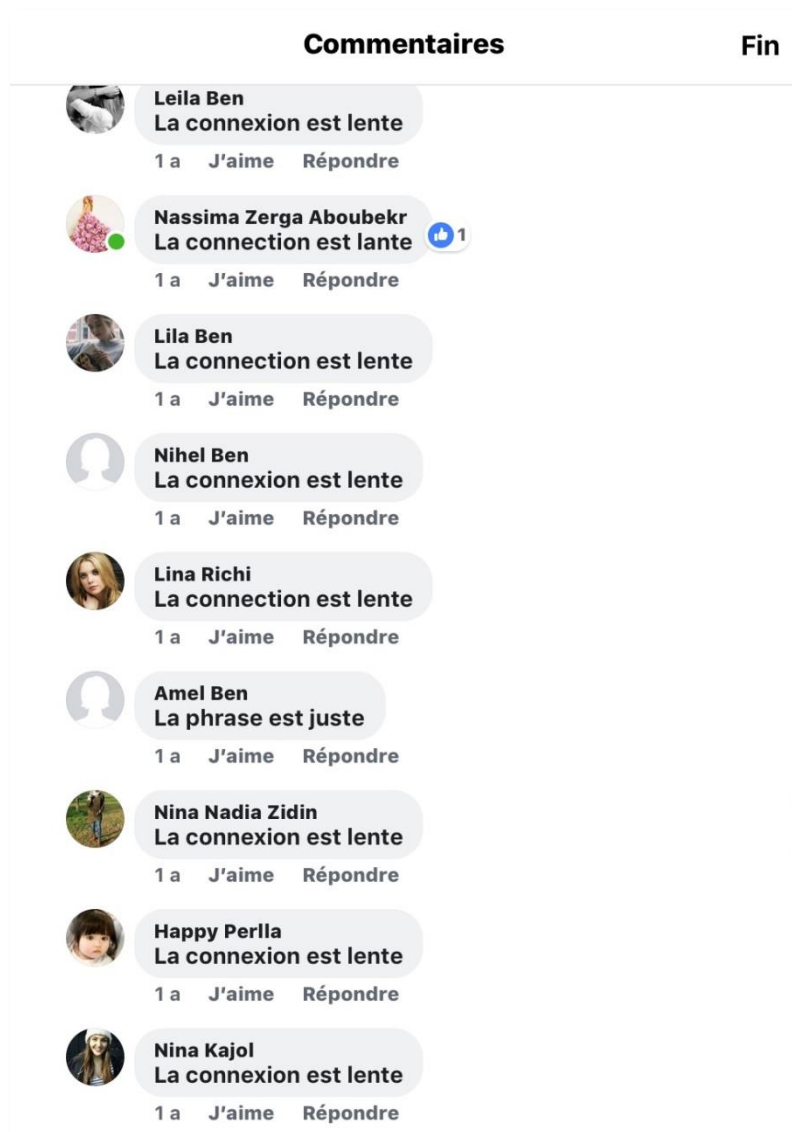 Commentaires Fin
Leila Ben
La connexion est lente
1 a J'aime Répondre
Nassima Zerga Aboubekr
La connection est lante 1
1 a J'aime Répondre
Lila Ben
La connection est lente
1 a J'aime Répondre
Nihel Ben
La connexion est lente
1 a J'aime Répondre
Lina Richi
La connection est lente
1 a J'aime Répondre
Amel Ben
La phrase est juste
1 a J'aime Répondre
Nina Nadia Zidin
La connexion est lente
1 a J'aime Répondre
Happy Perlla
La connexion est lente
1 a J'aime Répondre
Nina Kajol
La connexion est lente
1 a J'aime Répondre